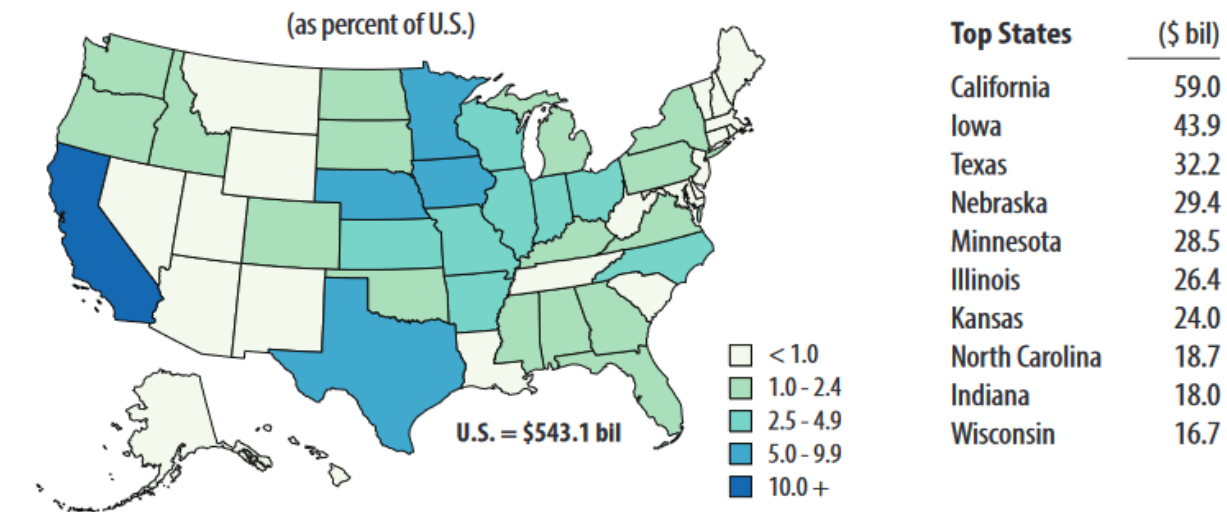 (as percent of U.S.)
U.S. = $543.1 bil
< 1.0
1.0 - 2.4
2.5 - 4.9
5.0 - 9.9
10.0 +
Top States ($ bil)
California 59.0
Iowa 43.9
Texas 32.2
Nebraska 29.4
Minnesota 28.5
Illinois 26.4
Kansas 24.0
North Carolina 18.7
Indiana 18.0
Wisconsin 16.7